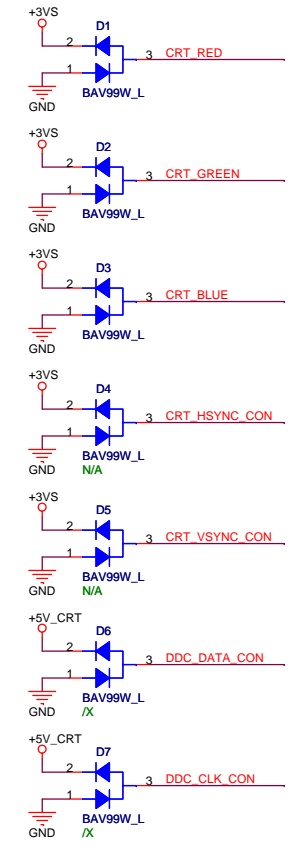 +3VS
D1
2
3 CRT_RED
1
BAV99W_L
GND
+3VS
D2
2
3 CRT_GREEN
1
BAV99W_L
GND
+3VS
D3
2
3 CRT_BLUE
1
BAV99W_L
GND
+3VS
D4
2
3 CRT_HSYNC_CON
1
BAV99W_L
GND N/A
+3VS
D5
2
3 CRT_VSYNC_CON
1
BAV99W_L
GND N/A
+5V_CRT
D6
2
3 DDC_DATA_CON
1
BAV99W_L
GND /X
+5V_CRT
D7
2
3 DDC_CLK_CON
1
BAV99W_L
GND /X